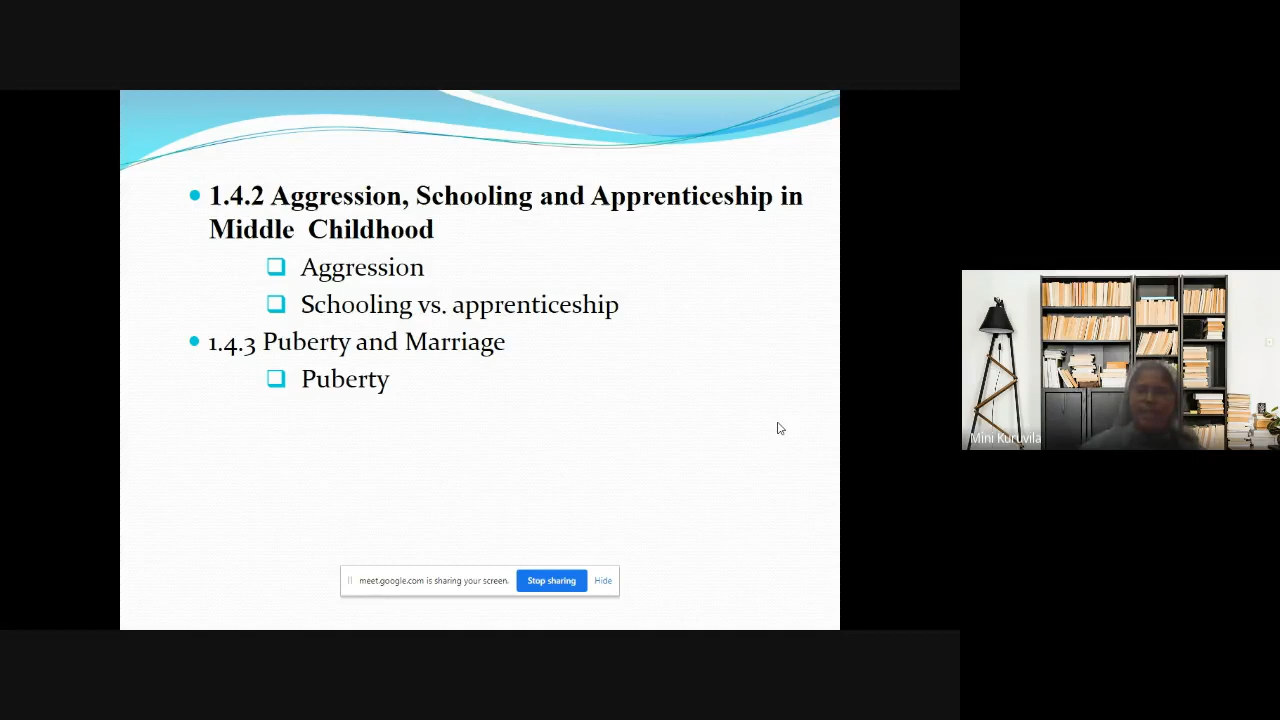 1.4.2 Aggression, Schooling and Apprenticeship in
Middle Childhood
Aggression
Schooling vs. apprenticeship
1.4.3 Puberty and Marriage
Puberty
meet.google.com is sharing your screen.
Stop sharing
Hide
Mini Kuruvila